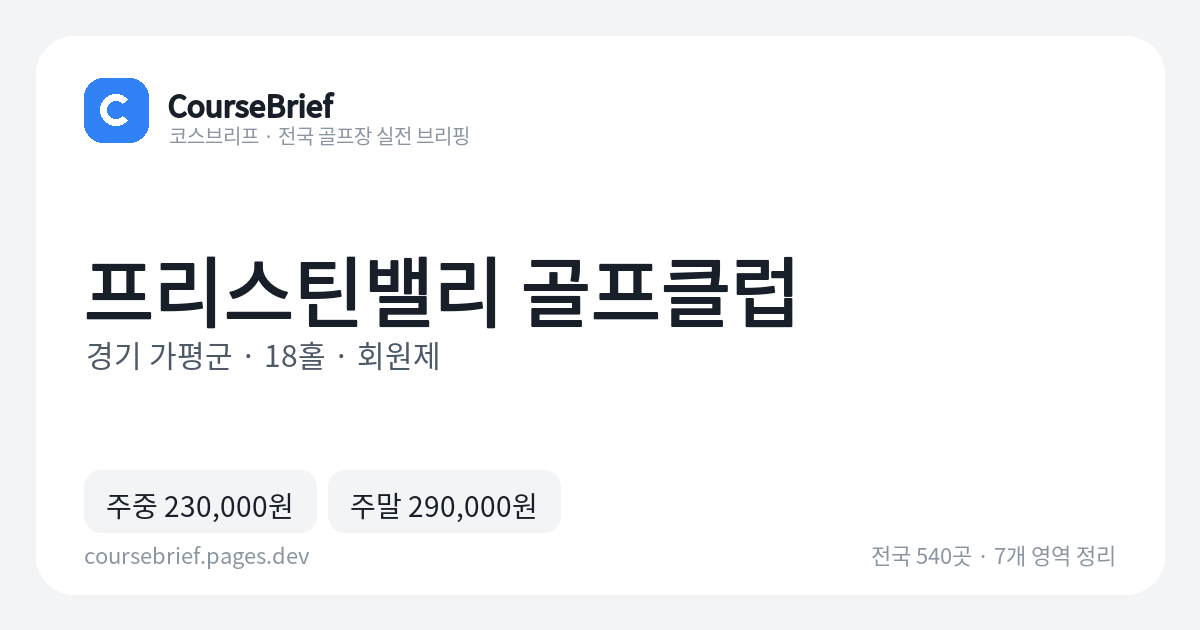 CourseBrief
코스브리프 · 전국 골프장 실전 브리핑
프리스틴밸리 골프클럽
경기 가평군 · 18홀 · 회원제
주중 230,000원 주말 290,000원
coursebrief.pages.dev 전국 540곳 · 7개 영역 정리